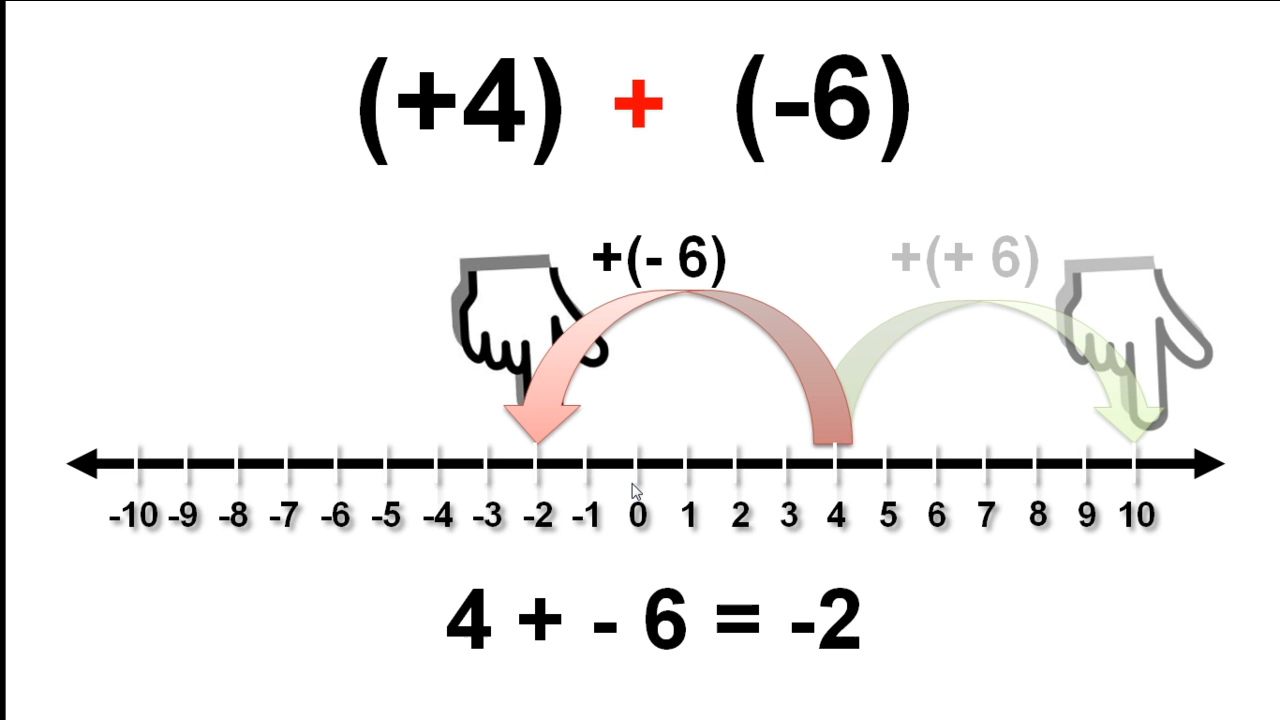 (+4) + (-6)
+(- 6) +(+ 6)
-10 -9 -8 -7 -6 -5 -4 -3 -2 -1 0 1 2 3 4 5 6 7 8 9 10
4 + - 6 = -2